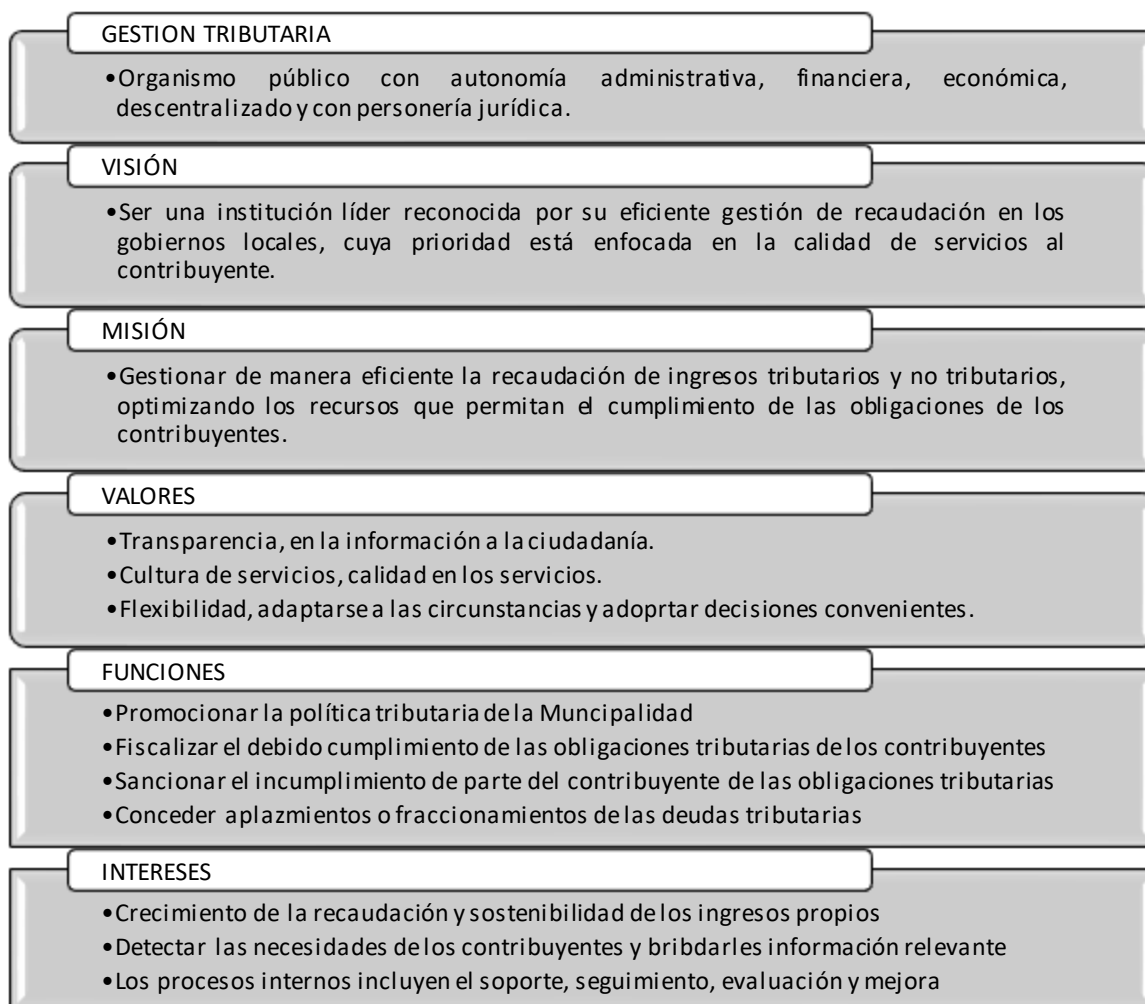 GESTION TRIBUTARIA
•Organismo público con autonomía administrativa, financiera, económica,
descentralizado y con personería jurídica.
VISIÓN
•Ser una institución líder reconocida por su eficiente gestión de recaudación en los
gobiernos locales, cuya prioridad está enfocada en la calidad de servicios al
contribuyente.
MISIÓN
•Gestionar de manera eficiente la recaudación de ingresos tributarios y no tributarios,
optimizando los recursos que permitan el cumplimiento de las obligaciones de los
contribuyentes.
VALORES
•Transparencia, en la información a la ciudadanía.
•Cultura de servicios, calidad en los servicios.
•Flexibilidad, adaptarse a las circunstancias y adoprtar decisiones convenientes.
FUNCIONES
•Promocionar la política tributaria de la Muncipalidad
•Fiscalizar el debido cumplimiento de las obligaciones tributarias de los contribuyentes
•Sancionar el incumplimiento de parte del contribuyente de las obligaciones tributarias
•Conceder aplazmientos o fraccionamientos de las deudas tributarias
INTERESES
•Crecimiento de la recaudación y sostenibilidad de los ingresos propios
•Detectar las necesidades de los contribuyentes y bribdarles información relevante
•Los procesos internos incluyen el soporte, seguimiento, evaluación y mejora